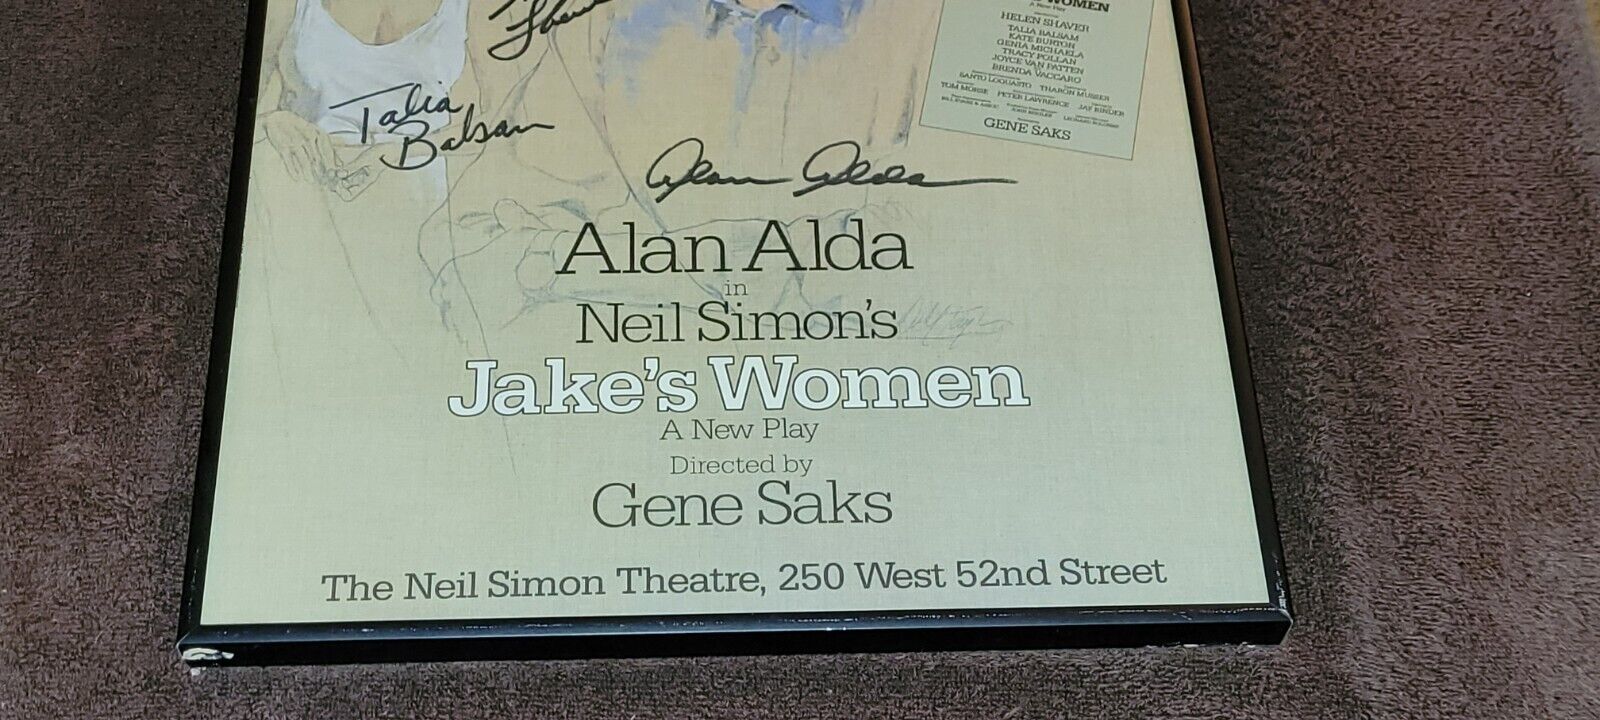 WOMEN
A New Play
HELEN SHAVER
TALIA BALSAM
KATE BURTON
GENIA MICHAELA
TRACY POLLAN
JOYCE VAN PATTEN
BRENDA VACCARO
SANTO LOQUASTO THARON MUSSER
TOM MORSE PETER LAWRENCE JAY BINDER
GENE SAKS
Talia
Balsam
Alan Alda
Alan Alda
in
Neil Simon's
Jake's Women
A New Play
Directed by
Gene Saks
The Neil Simon Theatre, 250 West 52nd Street